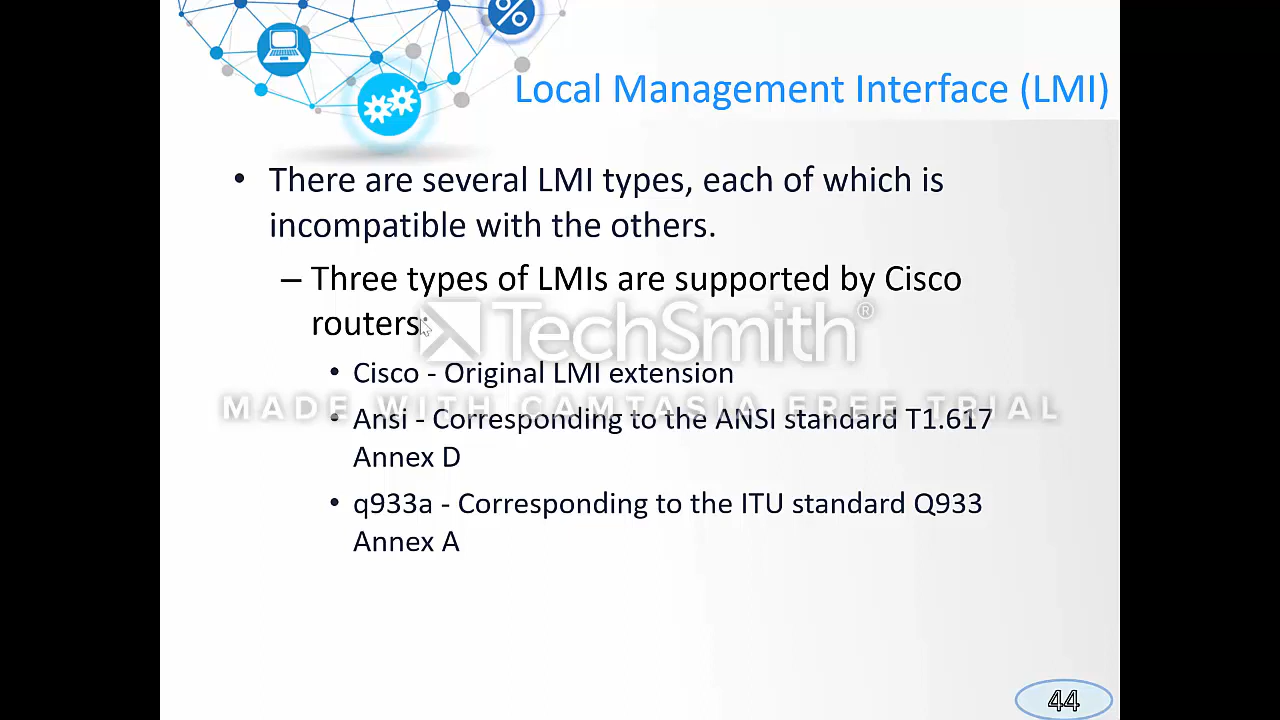 %
Local Management Interface (LMI)
• There are several LMI types, each of which is
incompatible with the others.
– Three types of LMIs are supported by Cisco
routers:
TechSmith®
• Cisco - Original LMI extension
MADE WITH CAMTASIA FREE TRIAL
• Ansi - Corresponding to the ANSI standard T1.617
Annex D
• q933a - Corresponding to the ITU standard Q933
Annex A
44